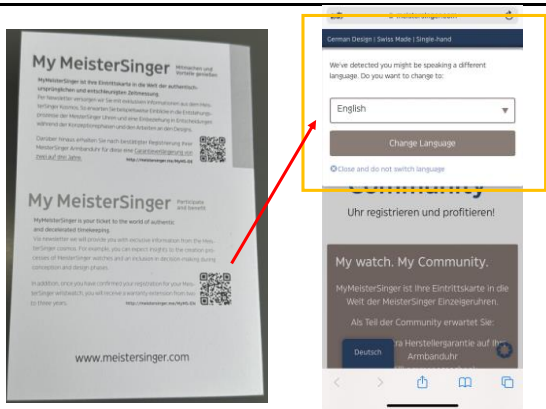 My MeisterSinger Mitmachen und
Vorteile genießen
MyMeisterSinger ist Ihre Eintrittskarte in die Welt der authentisch-
ursprünglichen und entschleunigten Zeitmessung.
Per Newsletter versorgen wir Sie mit exklusiven Informationen aus dem Meis-
terSinger Kosmos. So erwarten Sie beispielsweise Einblicke in die Entstehungs-
prozesse der MeisterSinger Uhren und eine Einbeziehung in Entscheidungen
während der Konzeptionsphasen und den Arbeiten an den Designs.
Darüber hinaus erhalten Sie nach bestätigter Registrierung Ihrer
MeisterSinger Armbanduhr für diese eine Garantieverlängerung von
zwei auf drei Jahre.
My MeisterSinger Participate
and benefit
MyMeisterSinger is your ticket to the world of authentic
and decelerated timekeeping.
Via newsletter we will provide you with exclusive information from the Meis-
terSinger cosmos. For example, you can expect insights to the creation pro-
cesses of MeisterSinger watches and an inclusion in decision-making during
conception and design phases.
In addition, once you have confirmed your registration for your Meis-
terSinger wristwatch, you will receive a warranty extension from two
to three years.
www.meistersinger.com
German Design | Swiss Made | Single-hand
We've detected you might be speaking a different
language. Do you want to change to:
English
Change Language
Close and do not switch language
Community
Uhr registrieren und profitieren!
My watch. My Community.
MyMeisterSinger ist Ihre Eintrittskarte in die
Welt der MeisterSinger Einzeigeruhren.
Als Teil der Community erwartet Sie:
Herstellergarantie auf Ihre
Deutsch
Armbanduhr